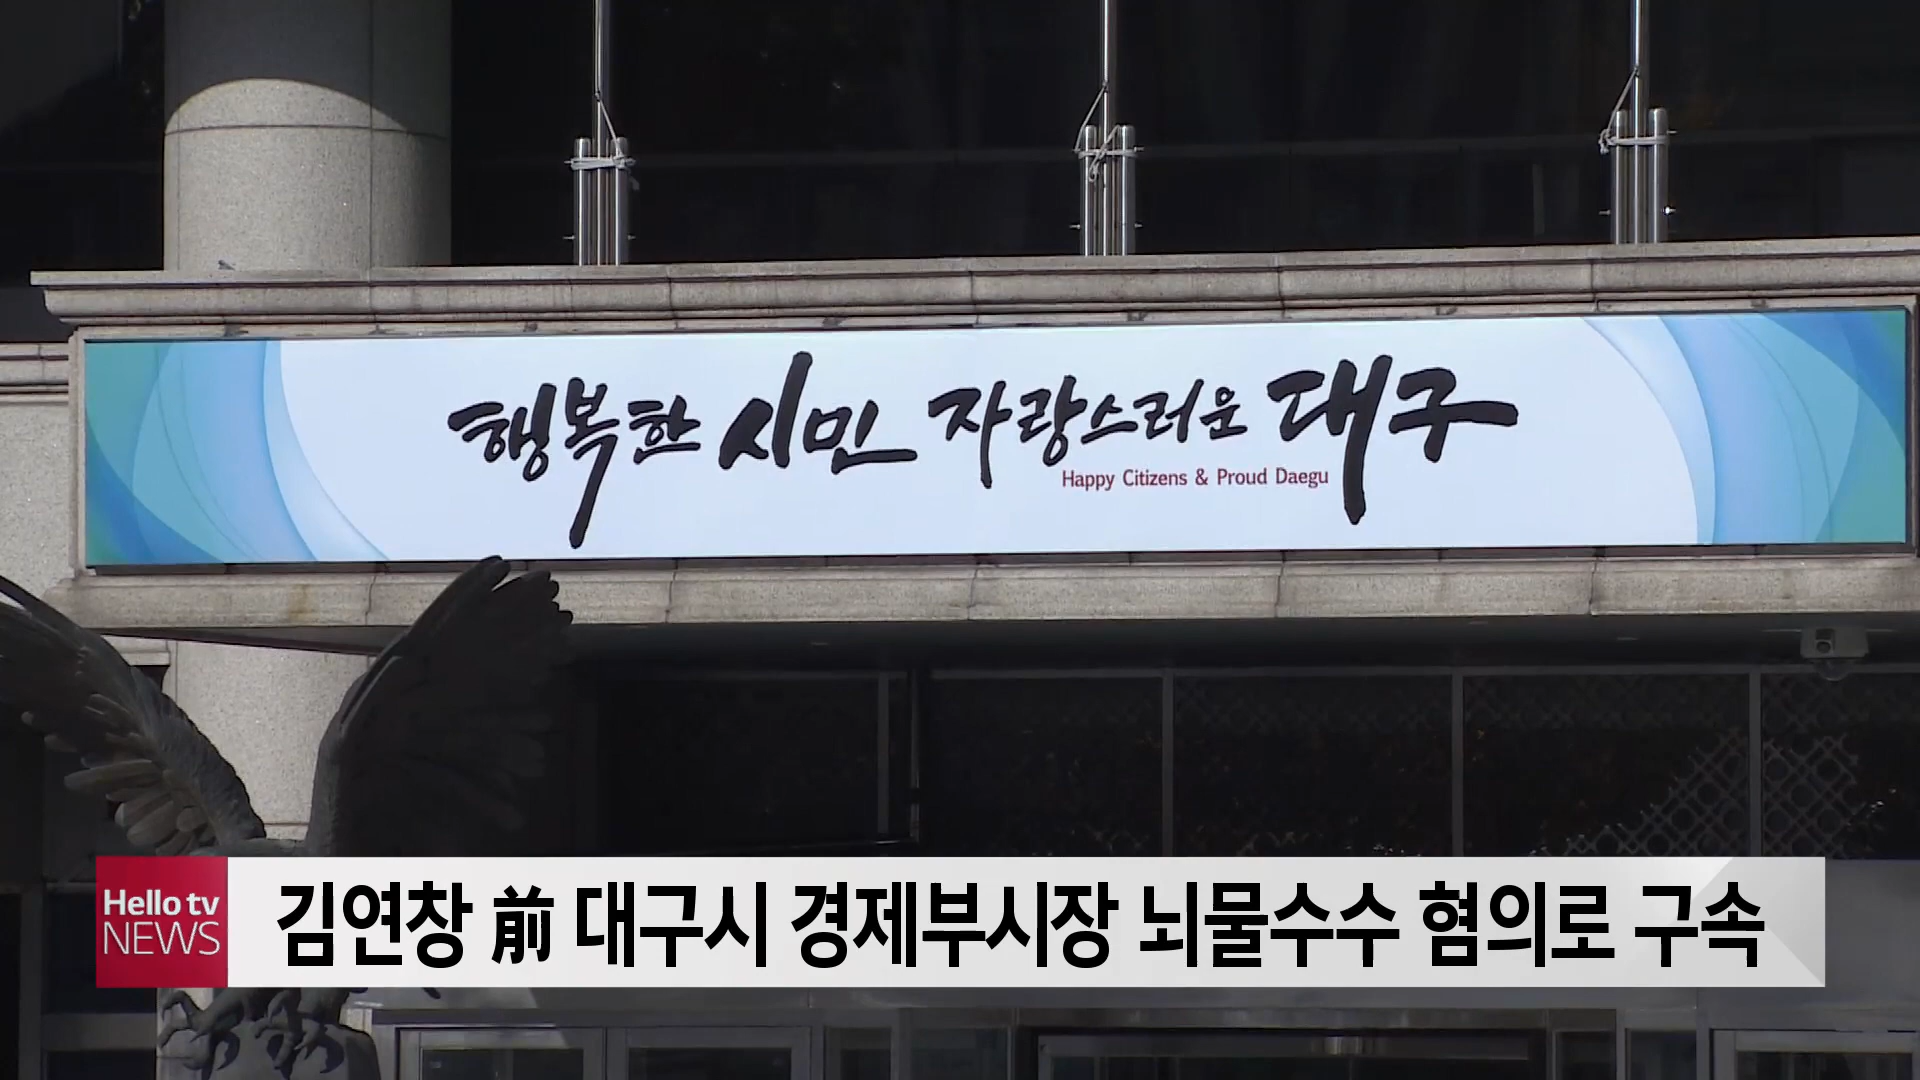 행복한 시민 자랑스러운 대구
Happy Citizens & Proud Daegu
Hello tv
NEWS
김연창 前 대구시 경제부시장 뇌물수수 혐의로 구속